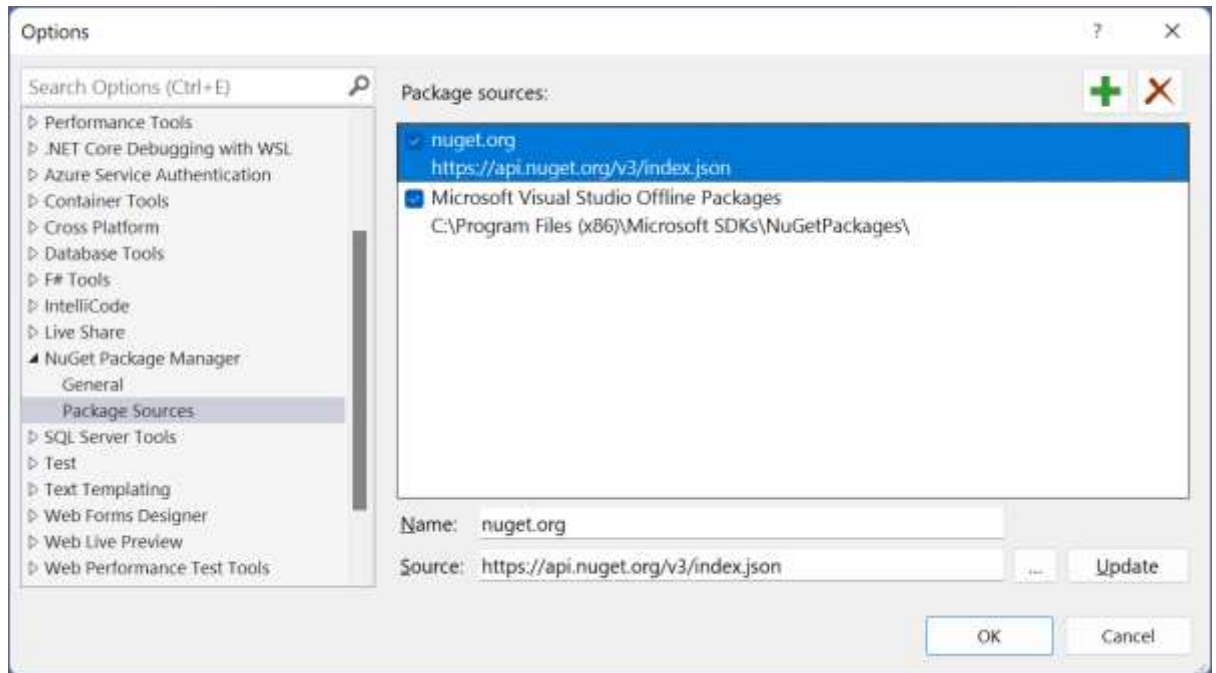 Options
?
Search Options (Ctrl+E)
Performance Tools
.NET Core Debugging with WSL
Azure Service Authentication
Container Tools
Cross Platform
Database Tools
F# Tools
IntelliCode
Live Share
NuGet Package Manager
General
Package Sources
SQL Server Tools
Test
Text Templating
Web Forms Designer
Web Live Preview
Web Performance Test Tools
Package sources:
nuget.org
https://api.nuget.org/v3/index.json
Microsoft Visual Studio Offline Packages
C:\Program Files (x86)\Microsoft SDKs\NuGetPackages\
Name: nuget.org
Source: https://api.nuget.org/v3/index.json ... Update
OK Cancel